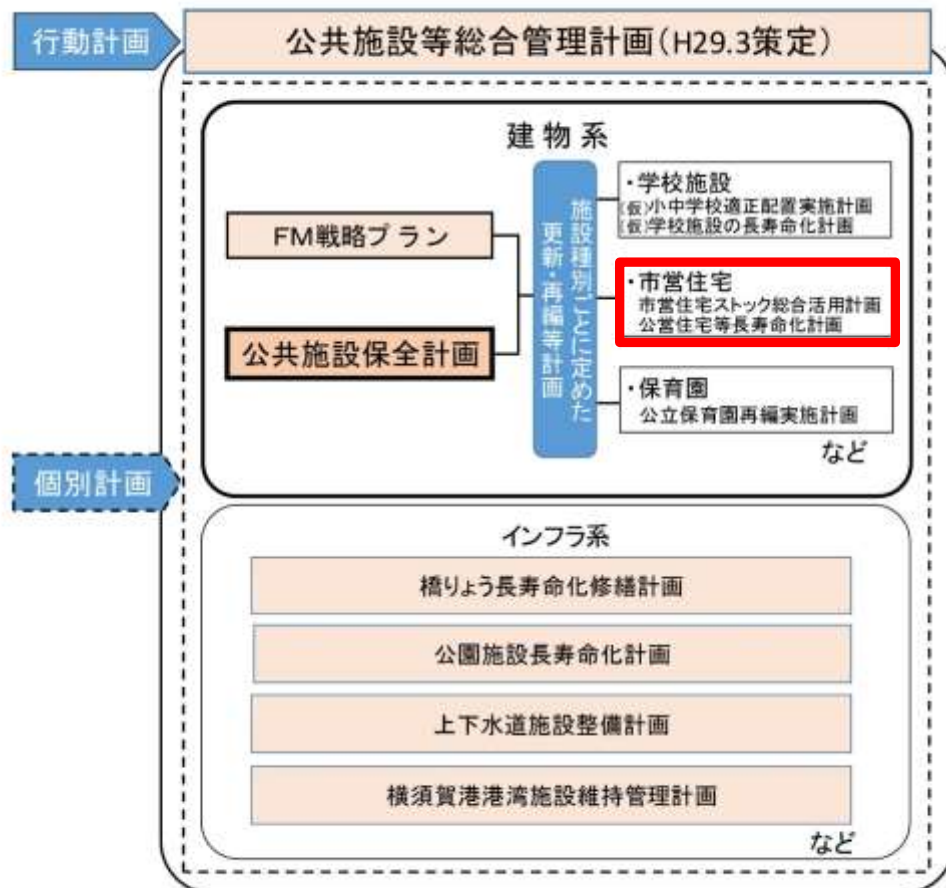 行動計画
公共施設等総合管理計画(H29.3策定)
建物系
FM戦略プラン
公共施設保全計画
施設種別ごとに定めた
更新・再編等計画
・学校施設
(仮)小中学校適正配置実施計画
(仮)学校施設の長寿命化計画
・市営住宅
市営住宅ストック総合活用計画
公営住宅等長寿命化計画
・保育園
公立保育園再編実施計画
など
個別計画
インフラ系
橋りょう長寿命化修繕計画
公園施設長寿命化計画
上下水道施設整備計画
横須賀港港湾施設維持管理計画
など